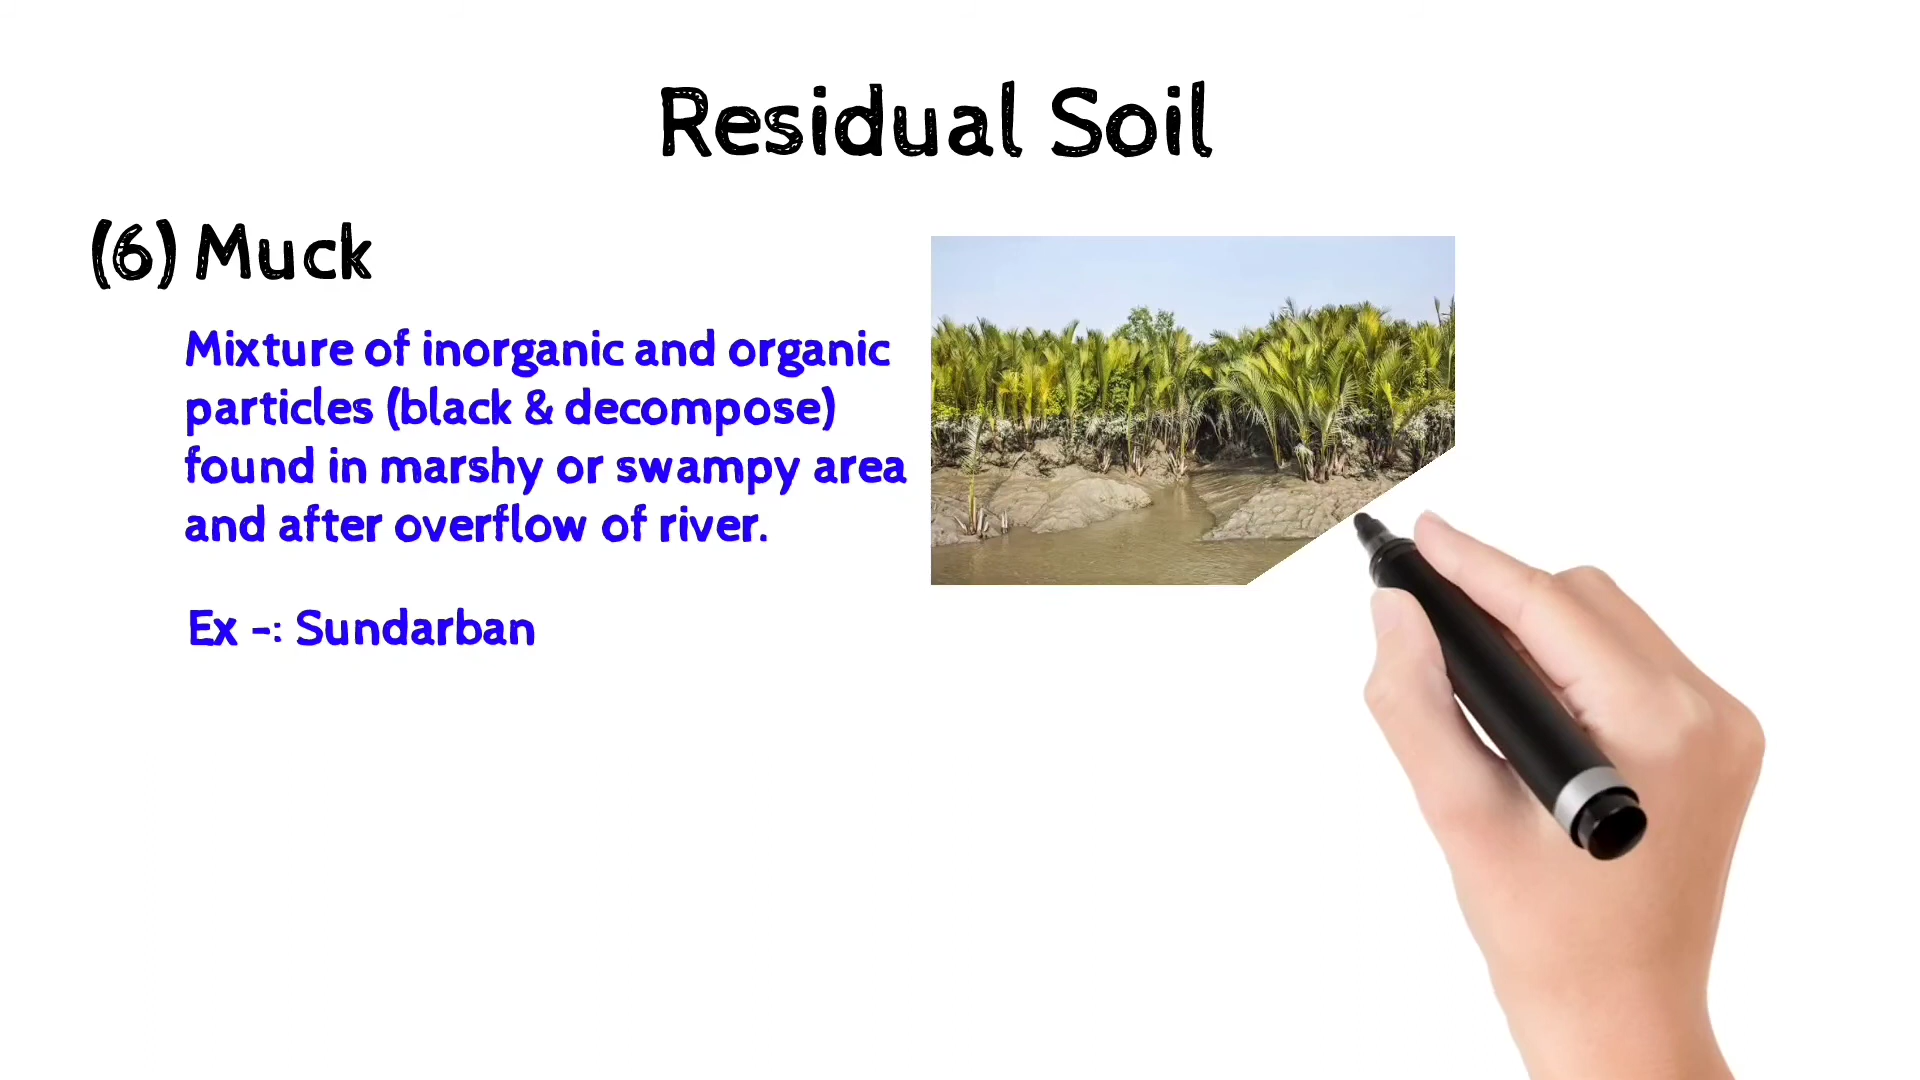 Residual Soil
(6) Muck
Mixture of inorganic and organic
particles (black & decompose)
found in marshy or swampy area
and after overflow of river.
Ex -: Sundarban